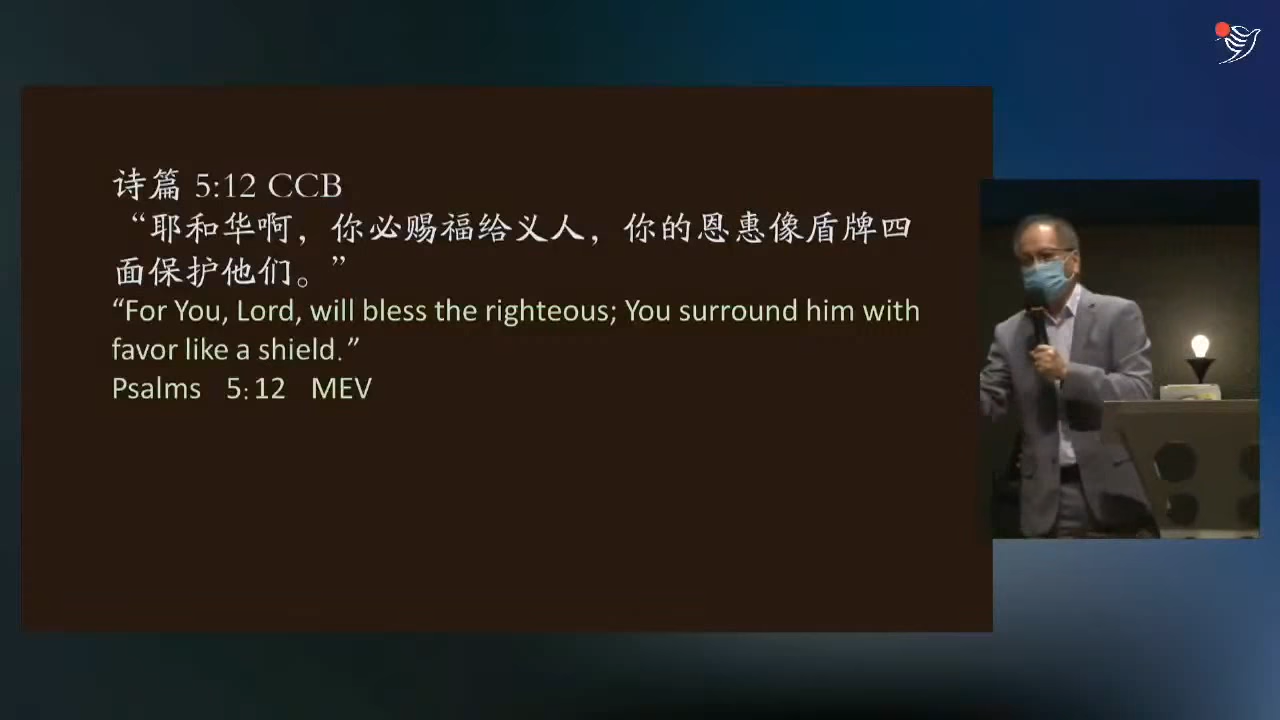 诗篇 5:12 CCB
“耶和华啊，你必赐福给义人，你的恩惠像盾牌四
面保护他们。”
“For You, Lord, will bless the righteous; You surround him with
favor like a shield.”
Psalms 5:12 MEV